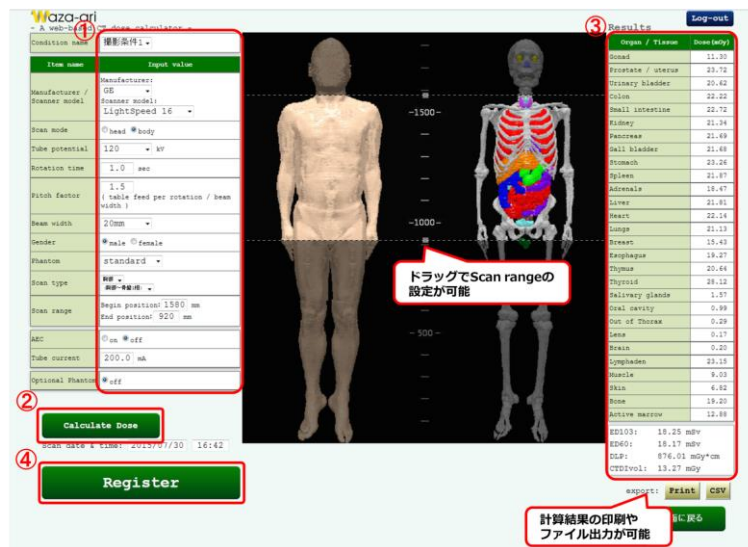 Waza-ari
- A web-based CT dose calculator -
①
Condition name 撮影条件1
Item name Input value
Manufacturer / Scanner model
Manufacturer:
GE
Scanner model:
LightSpeed 16
Scan mode head body
Tube potential 120 kV
Rotation time 1.0 sec
Pitch factor 1.5
( table feed per rotation / beam
width )
Beam width 20mm
Gender male female
Phantom standard
Scan type
Scan range Begin position: 1580 mm
End position: 920 mm
AEC on off
Tube current 200.0 mA
Optional Phantom off
②
Calculate Dose
Scan date & time: 2015/07/30 16:42
④
Register
-1500-
-1000-
- 500 -
ドラッグでScan rangeの
設定が可能
Log-out
③
Results
Organ / Tissue Dose(mGy)
Gonad 11.30
Prostate / uterus 23.72
Urinary bladder 20.62
Colon 22.22
Small intestine 22.72
Kidney 21.34
Pancreas 21.69
Gall bladder 21.68
Stomach 23.26
Spleen 21.87
Adrenals 18.47
Liver 21.81
Heart 22.14
Lungs 21.13
Breast 15.43
Esophagus 19.27
Thymus 20.66
Thyroid 28.12
Salivary glands 1.57
Oral cavity 0.99
Out of Thorax 0.29
Lens 0.17
Brain 0.20
Lymphaden 23.15
Muscle 9.03
Skin 6.82
Bone 19.20
Active marrow 12.88
ED103: 18.25 mSv
ED60: 18.17 mSv
DLP: 876.01 mGy*cm
CTDIvol: 13.27 mGy
export: Print CSV
に戻る
計算結果の印刷や
ファイル出力が可能